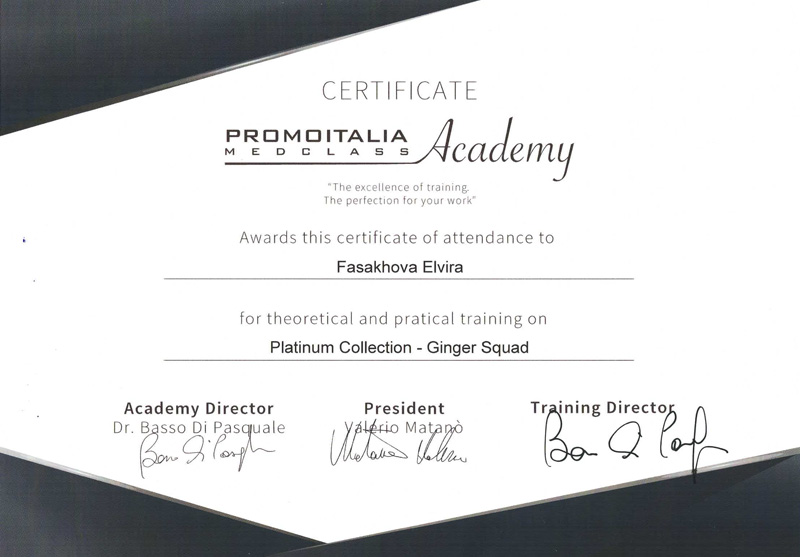 CERTIFICATE
PROMOITALIA
MEDCLASS
Academy
"The excellence of training.
The perfection for your work"
Awards this certificate of attendance to
Fasakhova Elvira
for theoretical and pratical training on
Platinum Collection - Ginger Squad
Academy Director
Dr. Basso Di Pasquale
President
Valerio Matanò
Training Director